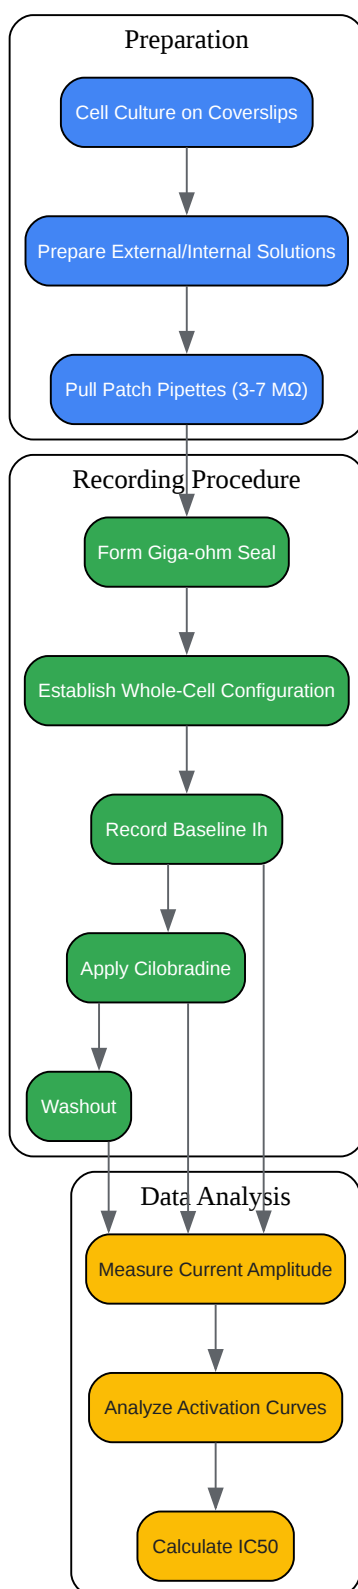 Preparation
Cell Culture on Coverslips
Prepare External/Internal Solutions
Pull Patch Pipettes (3-7 MΩ)
Recording Procedure
Form Giga-ohm Seal
Establish Whole-Cell Configuration
Record Baseline Ih
Apply Cilobradine
Washout
Data Analysis
Measure Current Amplitude
Analyze Activation Curves
Calculate IC50